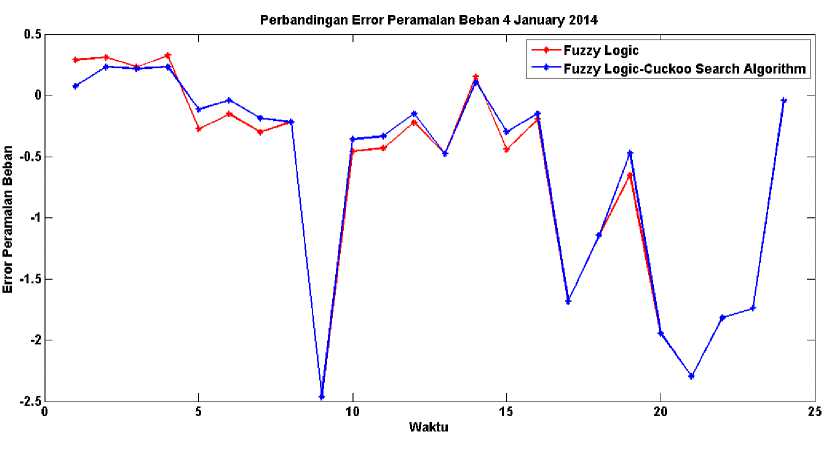 Perbandingan Error Peramalan Beban 4 January 2014
Fuzzy Logic
Fuzzy Logic-Cuckoo Search Algorithm
Error Peramalan Beban
0.5
0
-0.5
-1
-1.5
-2
-2.5
0 5 10 15 20 25
Waktu